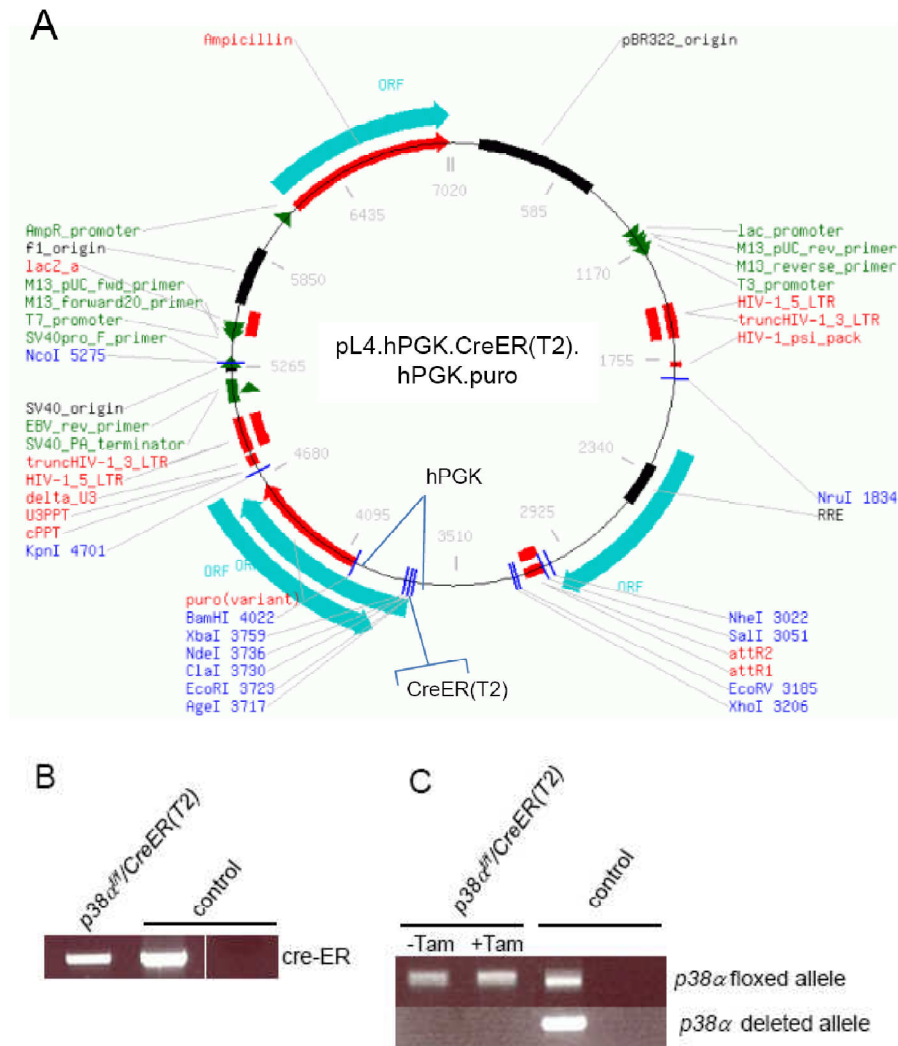 A
Ampicillin
pBR322_origin
ORF
7020
585
6435
AmpR_promoter
f1_origin
lacZ_a
M13_pUC_fwd_primer
M13_forward20_primer
T7_promoter
SV40pro_F_primer
NcoI 5275
SV40_origin
EBV_rev_primer
SV40_PA_terminator
truncHIV-1_3_LTR
HIV-1_5_LTR
delta_U3
U3PPT
cPPT
KpnI 4701
5850
5265
4680
1170
1755
2340
pL4.hPGK.CreER(T2).
hPGK.puro
lac_promoter
M13_pUC_rev_primer
M13_reverse_primer
T3_promoter
HIV-1_5_LTR
truncHIV-1_3_LTR
HIV-1_psi_pack
NruI 1834
RRE
hPGK
4095
3510
2925
ORF
OR
ORF
puro(variant)
BamHI 4022
XbaI 3759
NdeI 3736
ClaI 3730
EcoRI 3723
AgeI 3717
CreER(T2)
NheI 3022
SalI 3051
attR2
attR1
EcoRV 3185
XhoI 3206
B
p38αf/f/CreER(T2)
control
cre-ER
C
p38αf/f/CreER(T2)
control
-Tam
+Tam
p38α floxed allele
p38α deleted allele